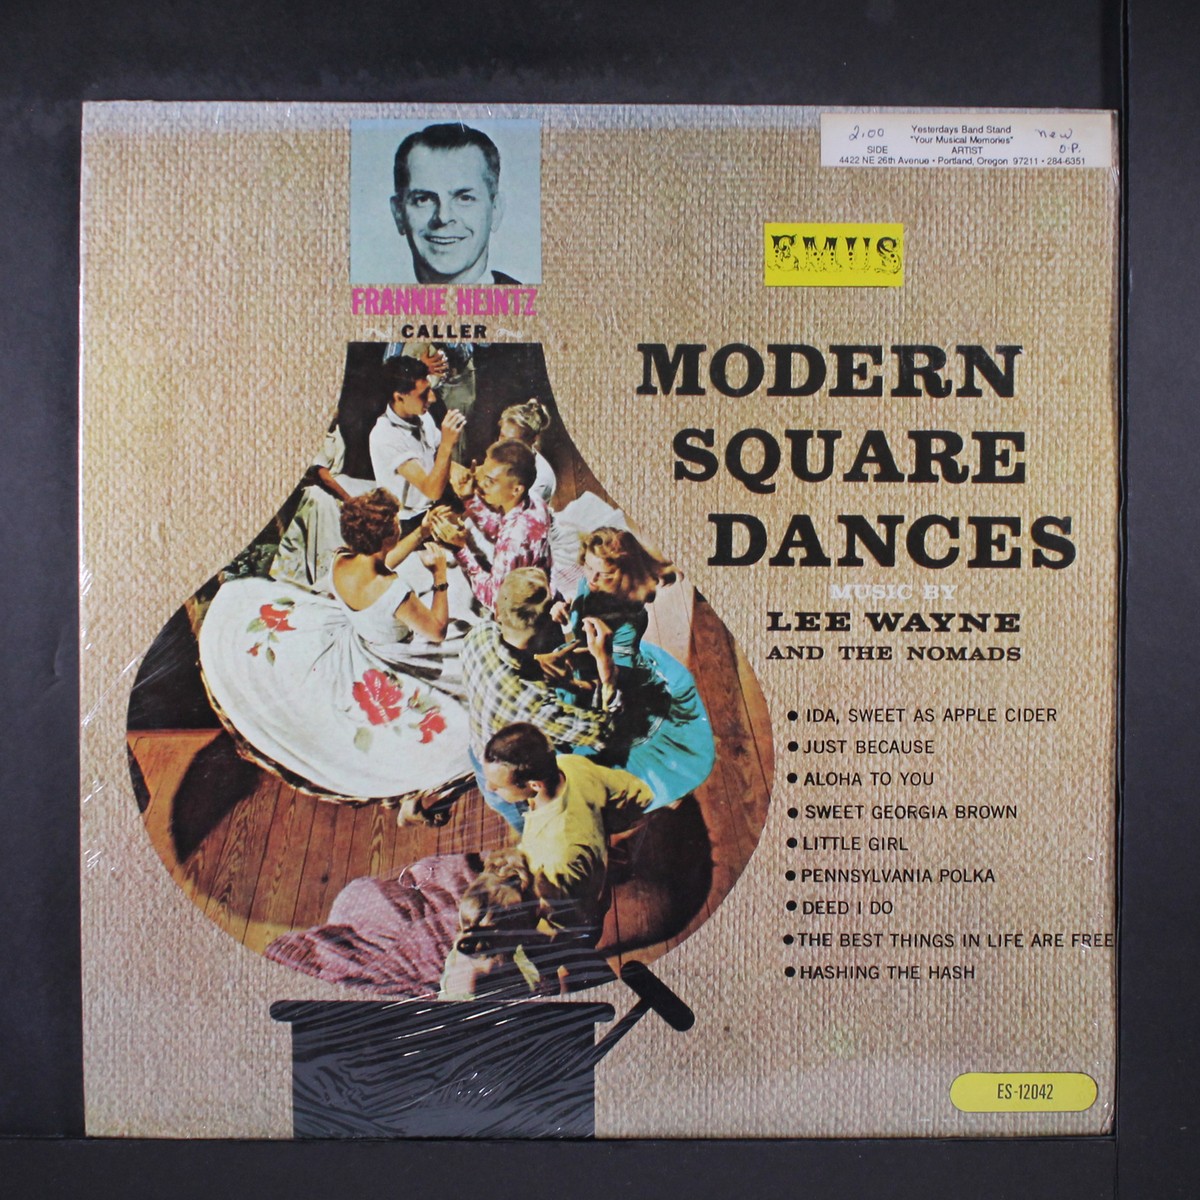 2.00 Yesterdays Band Stand new
"Your Musical Memories" O.P.
SIDE ARTIST
4422 NE 26th Avenue • Portland, Oregon 97211 • 284-6351
EMUS
FRANKIE HEINTZ
CALLER
MODERN
SQUARE
DANCES
MUSIC BY
LEE WAYNE
AND THE NOMADS
• IDA, SWEET AS APPLE CIDER
• JUST BECAUSE
• ALOHA TO YOU
• SWEET GEORGIA BROWN
• LITTLE GIRL
• PENNSYLVANIA POLKA
• DEED I DO
• THE BEST THINGS IN LIFE ARE FREE
• HASHING THE HASH
ES-12042